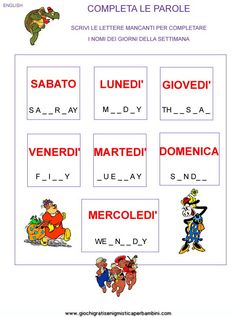 ENGLISH
COMPLETA LE PAROLE
SCRIVI LE LETTERE MANCANTI PER COMPLETARE
I NOMI DEI GIORNI DELLA SETTIMANA
SABATO
S A _ _ R _ AY
LUNEDI'
M _ _ D _ Y
GIOVEDI'
TH _ _ S _ A _
VENERDI'
F _ I _ _ Y
MARTEDI'
_ U E _ _ AY
DOMENICA
S _ ND _ _
MERCOLEDI'
WE _ N _ _ D _ Y
www.giochigratisenigmisticaperbambini.com